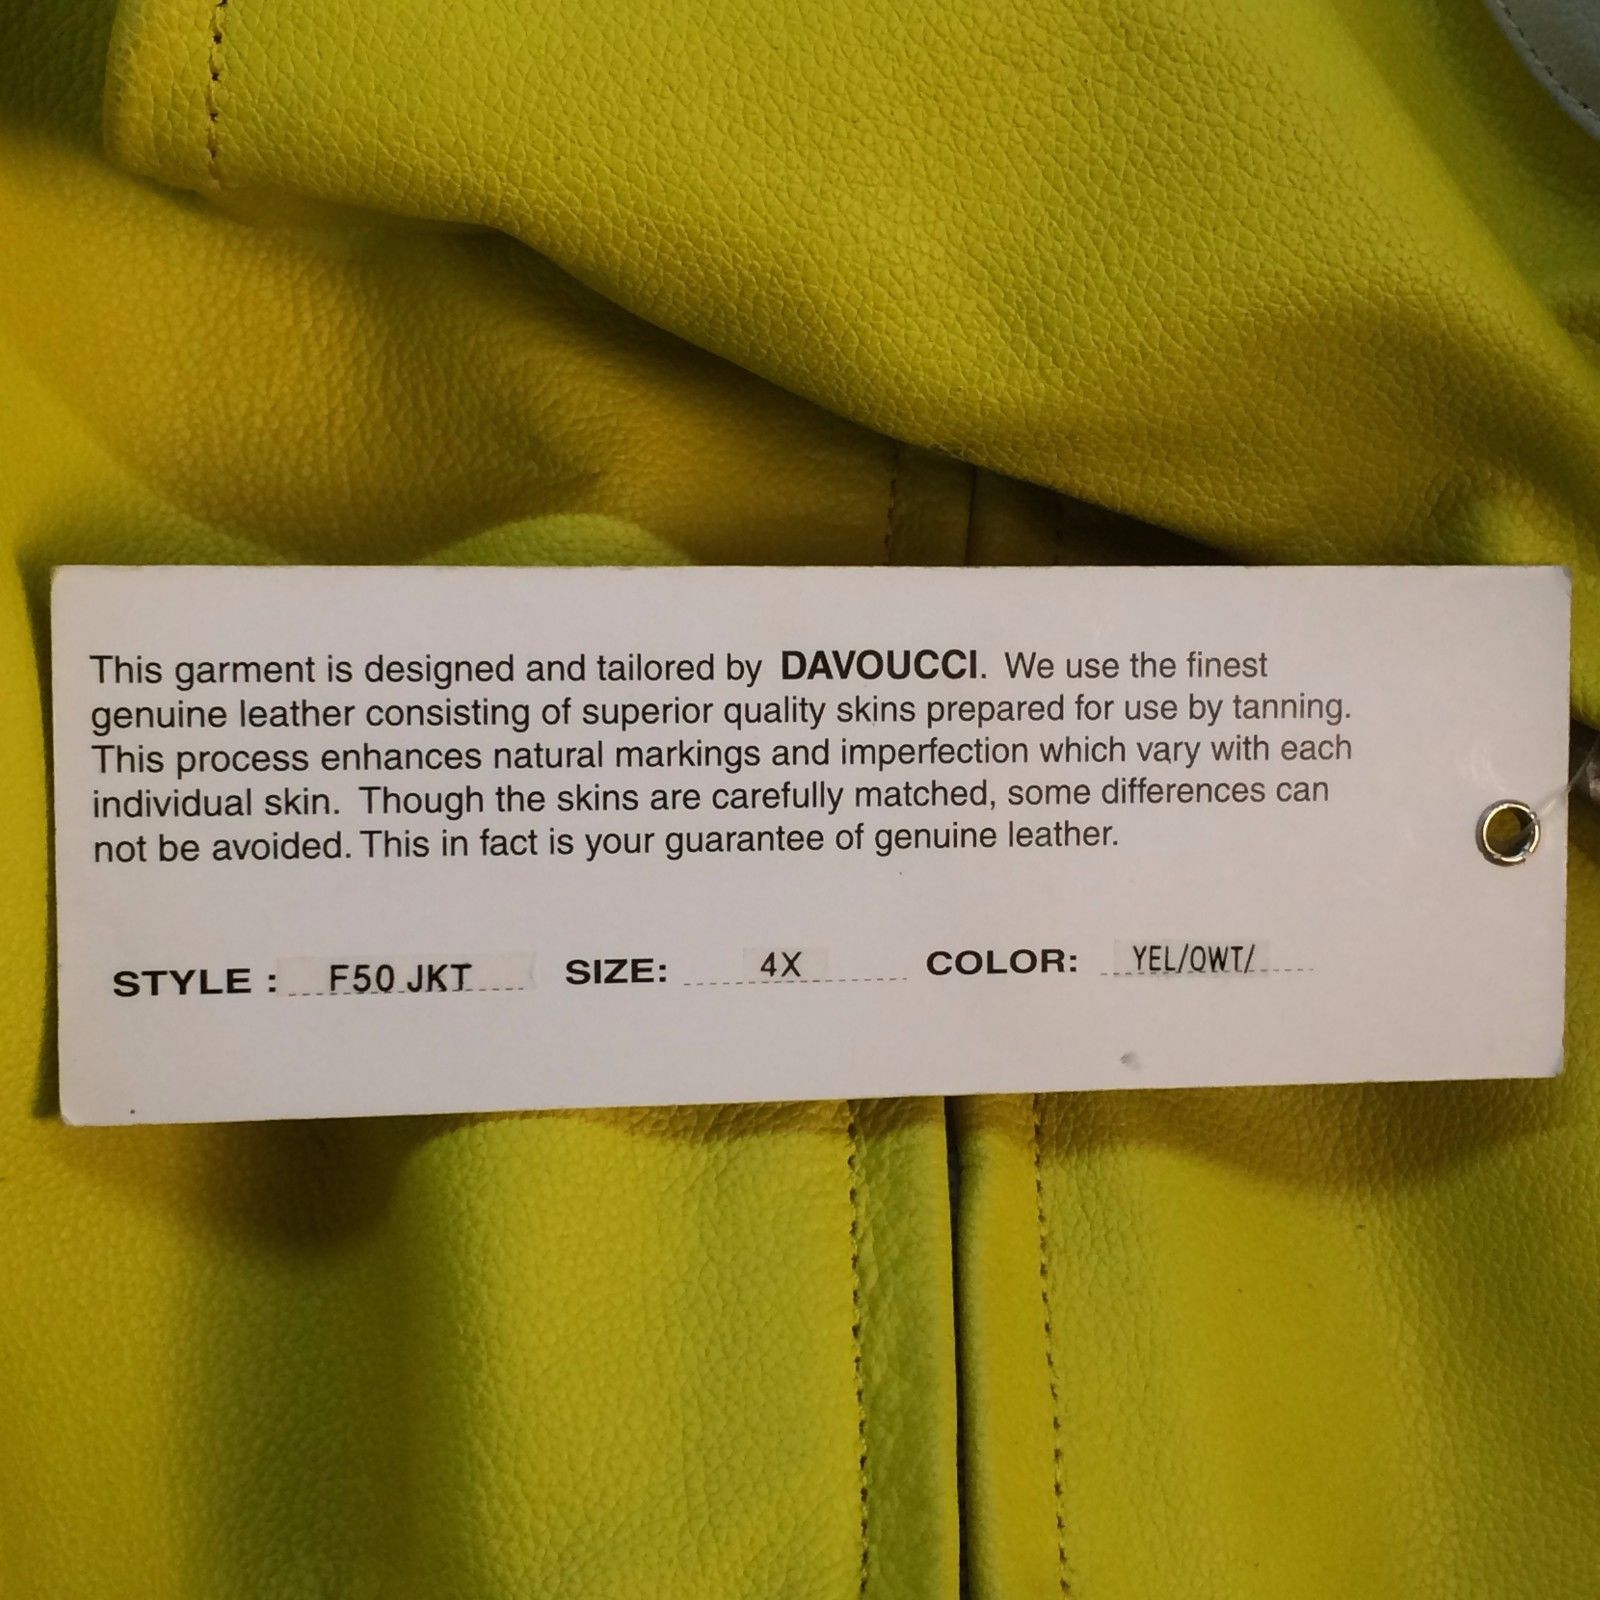 This garment is designed and tailored by DAVOUCCI. We use the finest
genuine leather consisting of superior quality skins prepared for use by tanning.
This process enhances natural markings and imperfection which vary with each
individual skin. Though the skins are carefully matched, some differences can
not be avoided. This in fact is your guarantee of genuine leather.
STYLE : F50 JKT SIZE: 4X COLOR: YEL/OWT/